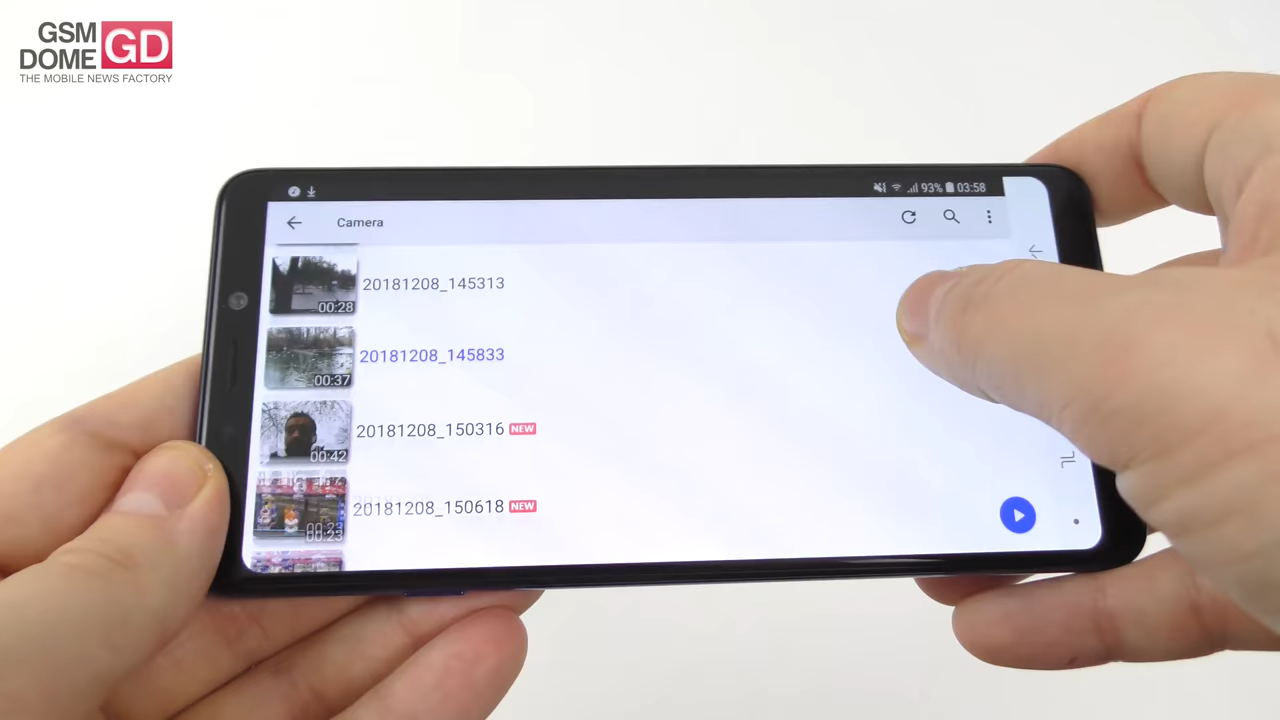 GSM
DOME GD
THE MOBILE NEWS FACTORY
93% 03:58
Camera
20181208_145313
00:28
20181208_145833
00:37
20181208_150316 NEW
00:42
20181208_150618 NEW
00:23